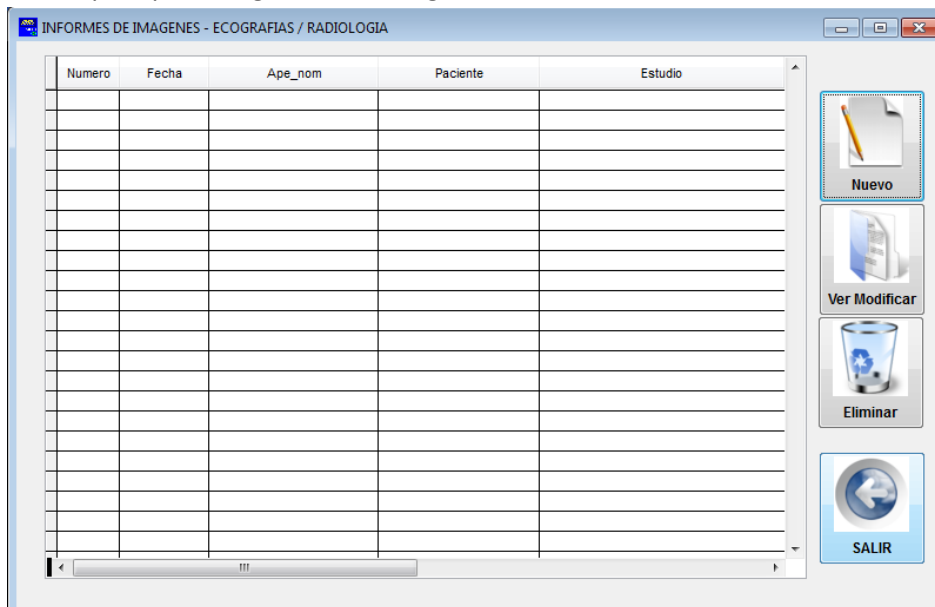 INFORMES DE IMAGENES - ECOGRAFIAS / RADIOLOGIA
Numero Fecha Ape_nom Paciente Estudio
Nuevo
Ver Modificar
Eliminar
SALIR